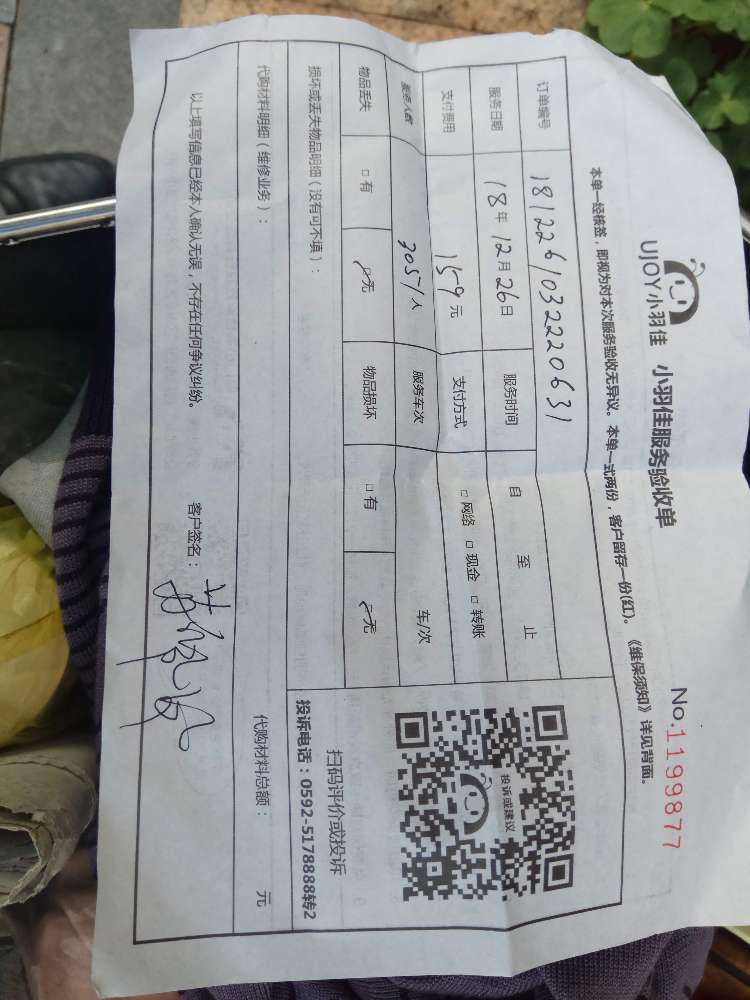 UJOY小羽佳 小羽佳服务验收单 No.1199877
本单一经核签，即视为对本次服务验收无异议。本单一式两份，客户留存一份(红)。《维保须知》详见背面。
订单编号 181226103222063 1
服务日期 18年12月26日 服务时间 自 至 止
支付费用 159元 支付方式 □网络 □现金 □转账
服务人数 人 服务车次 车/次
物品丢失 □有 □无 物品损坏 □有 无
损坏或丢失物品明细（没有可不填）：
代购材料明细（维修业务）：
代购材料总额： 元
以上填写信息已经本人确认无误，不存在任何争议纠纷。 客户签名：
投诉或建议
扫码评价或投诉
投诉电话：0592-5178888转2